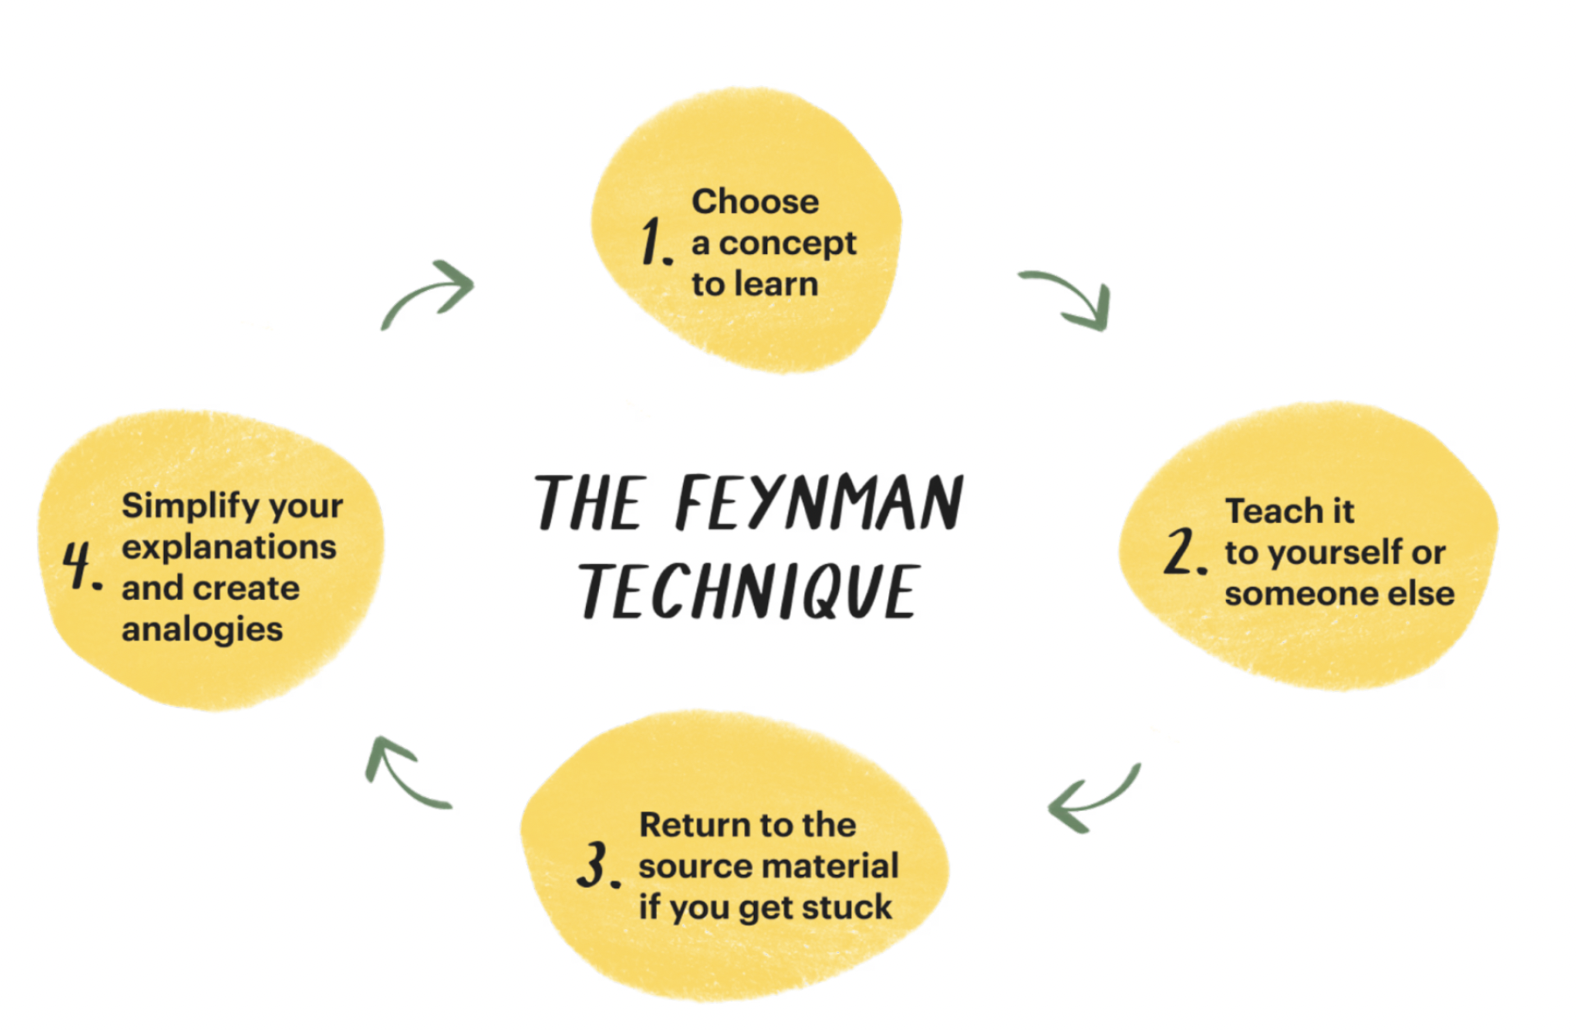 1. Choose
a concept
to learn
THE FEYNMAN
TECHNIQUE
2. Teach it
to yourself or
someone else
3. Return to the
source material
if you get stuck
4. Simplify your
explanations
and create
analogies